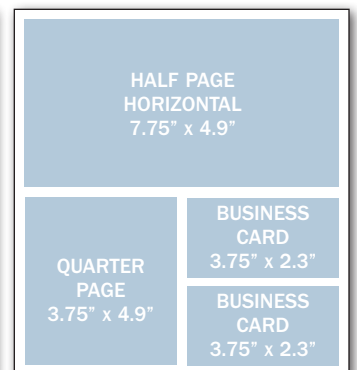 HALF PAGE
HORIZONTAL
7.75” x 4.9”
QUARTER
PAGE
3.75” x 4.9”
BUSINESS
CARD
3.75” x 2.3”
BUSINESS
CARD
3.75” x 2.3”